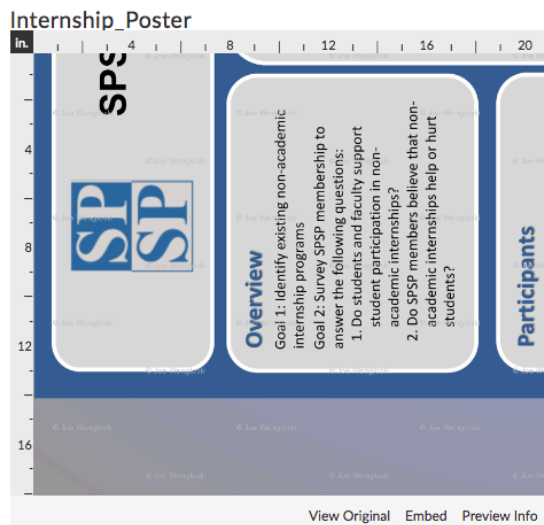 Internship_Poster
in.
4
8
12
16
20
4
8
12
16
SPS
SP
SP
Overview
Goal 1: Identify existing non-academic
internship programs
Goal 2: Survey SPSP membership to
answer the following questions:
1. Do students and faculty support
student participation in non-
academic internships?
2. Do SPSP members believe that non-
academic internships help or hurt
students?
Participants
© Joe Wenglinski
View Original Embed Preview Info